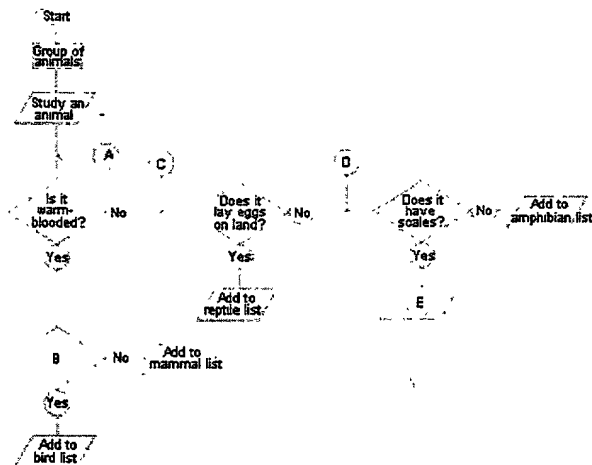 Start
Group of
animals
Study an
animal
A
C
D
Is it
warm-
blooded?
No
Does it
lay eggs
on land?
No
Does it
have
scales?
No
Add to
amphibian list
Yes
Yes
Yes
Add to
reptile list
E
B
No
Add to
mammal list
Yes
Add to
bird list